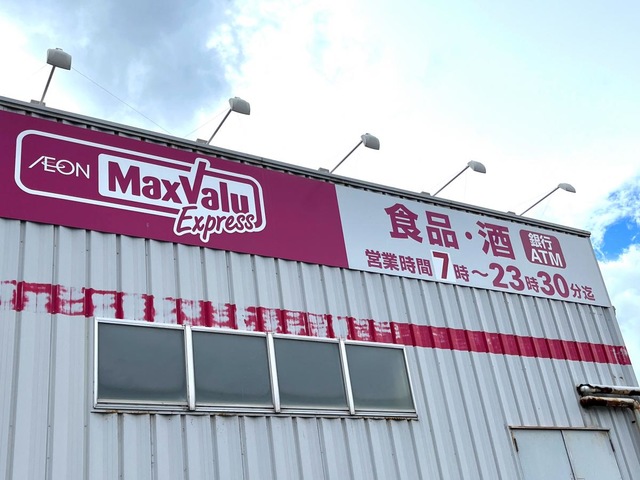 ÆON
MaxValu
Express
食品・酒
銀行
ATM
営業時間7時～23時30分迄